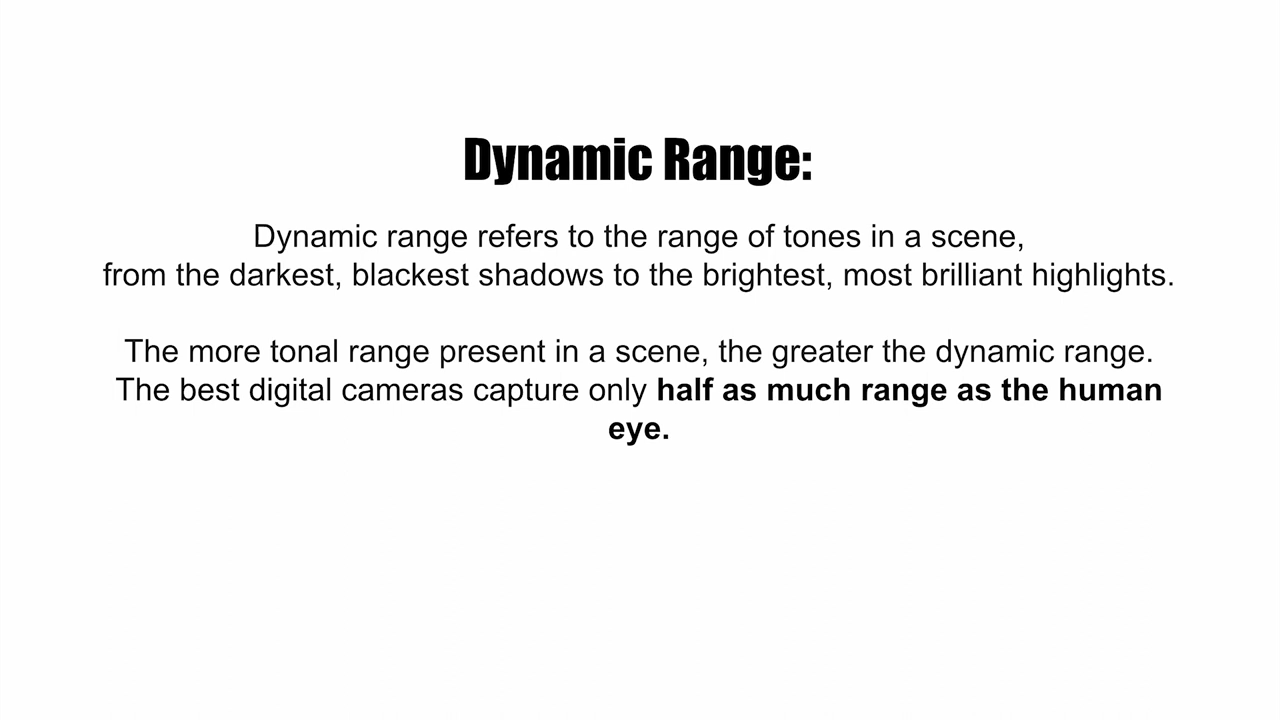 Dynamic Range:
Dynamic range refers to the range of tones in a scene,
from the darkest, blackest shadows to the brightest, most brilliant highlights.
The more tonal range present in a scene, the greater the dynamic range.
The best digital cameras capture only half as much range as the human
eye.